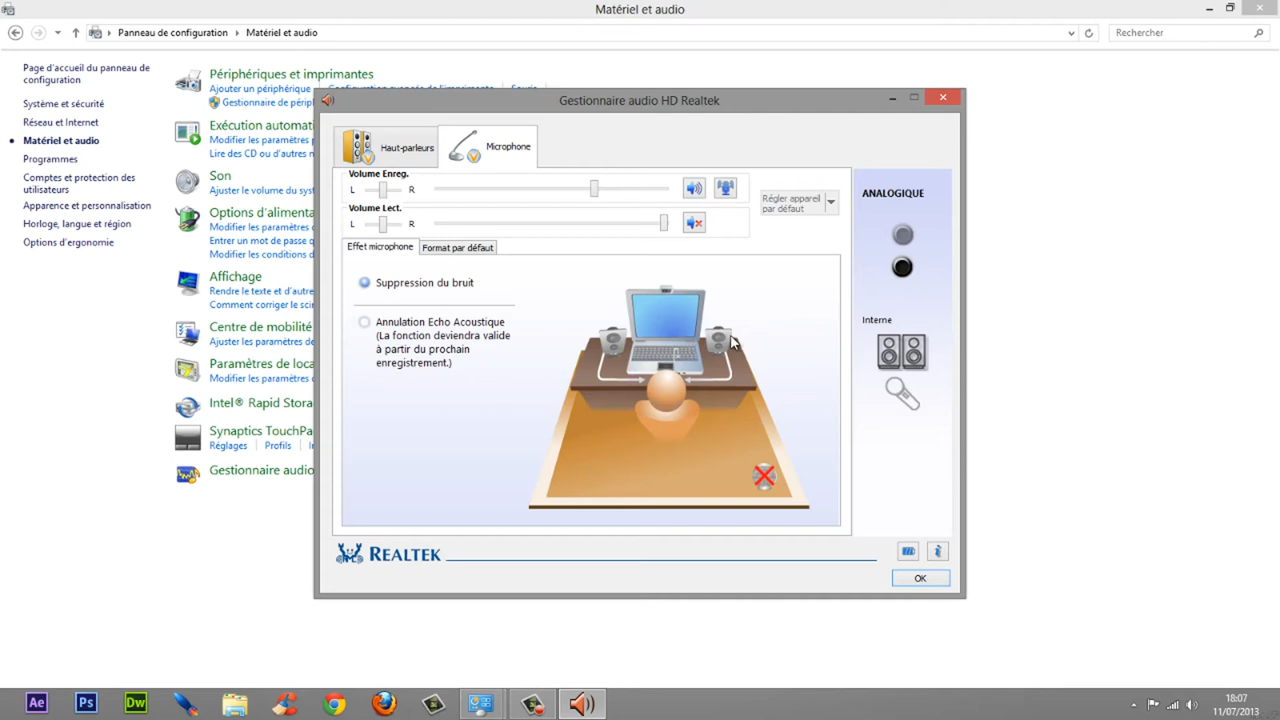 Matériel et audio
Panneau de configuration
Matériel et audio
Rechercher
Page d'accueil du panneau de
configuration
Système et sécurité
Réseau et Internet
Matériel et audio
Programmes
Comptes et protection des
utilisateurs
Apparence et personnalisation
Horloge, langue et région
Options d'ergonomie
Périphériques et imprimantes
Ajouter un périphérique
Gestionnaire de périp
Exécution automati
Modifier les paramètres
Lire des CD ou d'autres m
Son
Ajuster le volume du sys
Options d'alimenta
Modifier les paramètres
Entrer un mot de passe
Modifier les conditions d
Affichage
Rendre le texte et d'autre
Comment corriger le sci
Centre de mobilité
Ajuster les paramètres de
Paramètres de loca
Modifier les paramètres
Intel® Rapid Stora
Synaptics TouchPa
Réglages
Profils
Gestionnaire audio
Gestionnaire audio HD Realtek
Haut-parleurs
Microphone
Volume Enreg.
L
R
Volume Lect.
L
R
Régler appareil
par défaut
Effet microphone
Format par défaut
Suppression du bruit
Annulation Echo Acoustique
(La fonction deviendra valide
à partir du prochain
enregistrement.)
ANALOGIQUE
Interne
REALTEK
OK
Ae
Ps
Dw
18:07
11/07/2013